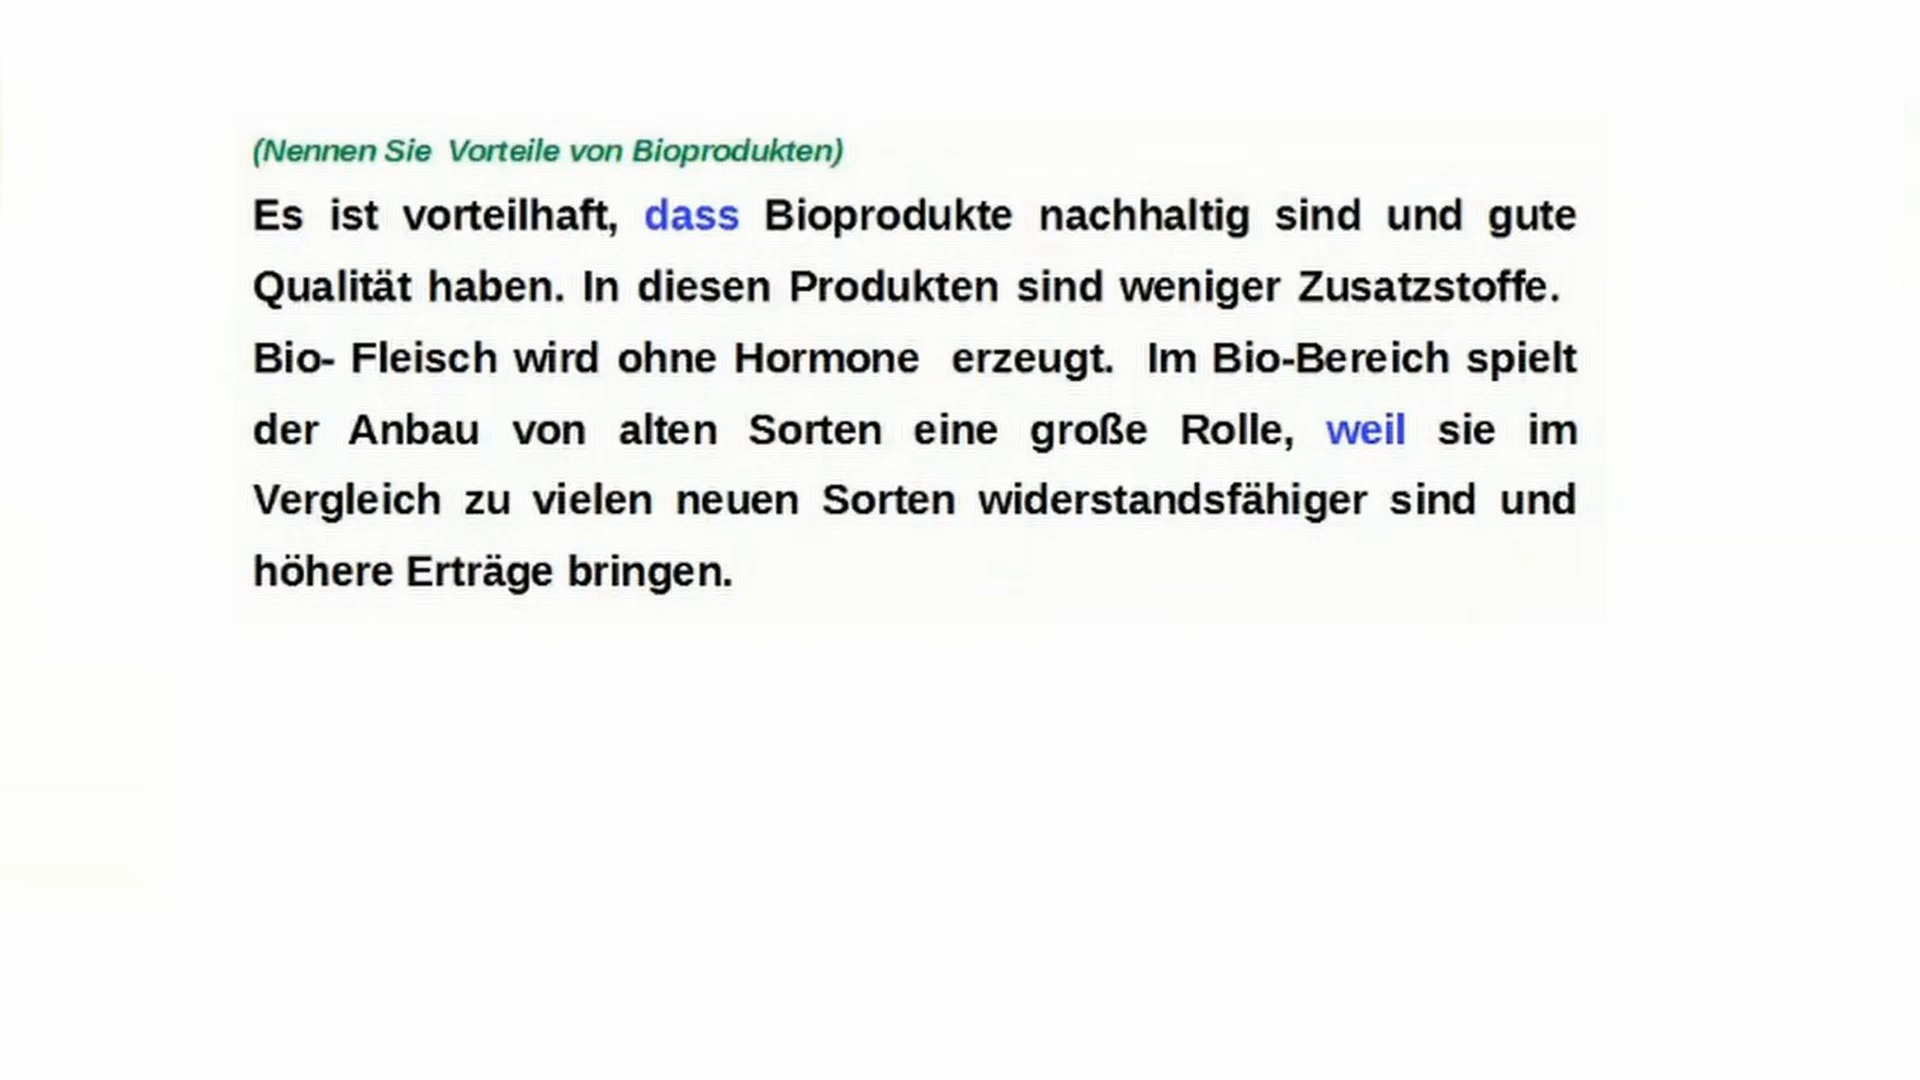 (Nennen Sie Vorteile von Bioprodukten)
Es ist vorteilhaft, dass Bioprodukte nachhaltig sind und gute
Qualität haben. In diesen Produkten sind weniger Zusatzstoffe.
Bio- Fleisch wird ohne Hormone erzeugt. Im Bio-Bereich spielt
der Anbau von alten Sorten eine große Rolle, weil sie im
Vergleich zu vielen neuen Sorten widerstandsfähiger sind und
höhere Erträge bringen.